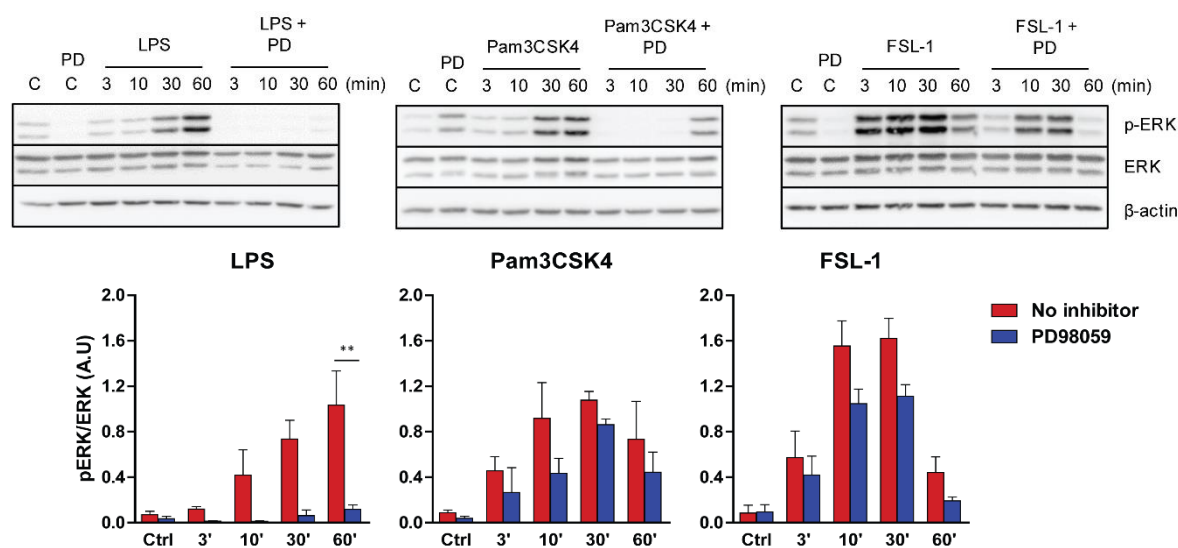 LPS + PD
LPS
PD
C C 3 10 30 60 3 10 30 60 (min)
Pam3CSK4 + PD
Pam3CSK4
PD
C C 3 10 30 60 3 10 30 60 (min)
FSL-1 + PD
FSL-1
PD
C C 3 10 30 60 3 10 30 60 (min)
p-ERK
ERK
β-actin
LPS
Pam3CSK4
FSL-1
pERK/ERK (A.U)
2.0
1.6
1.2
0.8
0.4
0.0
**
Ctrl 3' 10' 30' 60'
2.0
1.6
1.2
0.8
0.4
0.0
Ctrl 3' 10' 30' 60'
2.0
1.6
1.2
0.8
0.4
0.0
Ctrl 3' 10' 30' 60'
No inhibitor
PD98059